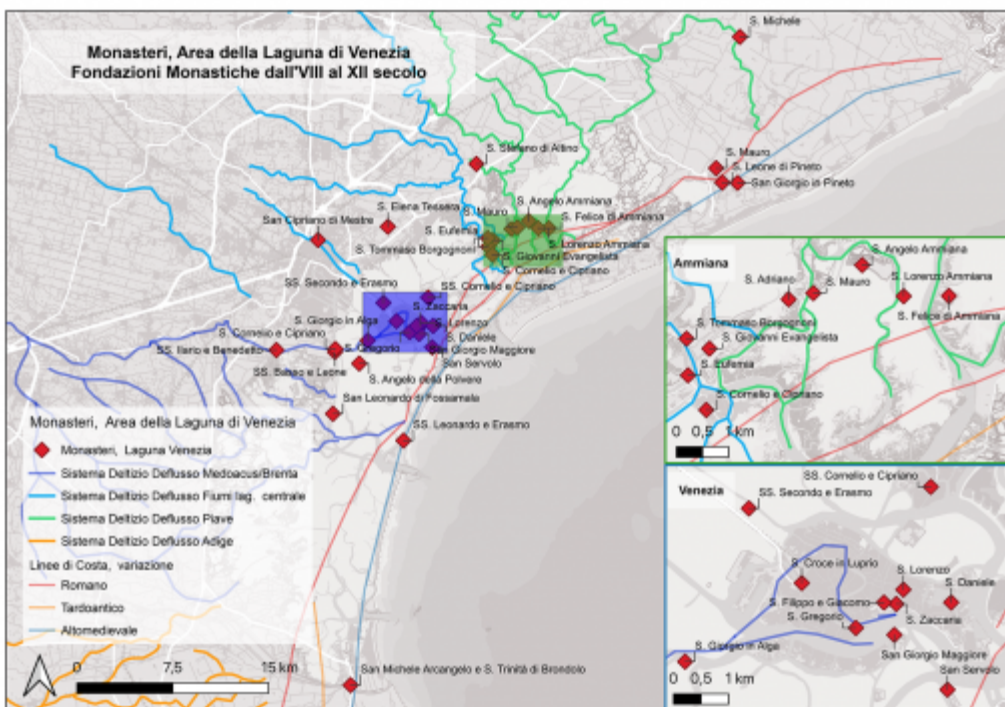 Monasteri, Area della Laguna di Venezia
Fondazioni Monastiche dall'VIII al XII secolo
S. Michele
S. Stefano di Altino
S. Mauro
S. Leone di Pineto
San Giorgio in Pineto
S. Elena Tessera
San Cipriano di Mestre
S. Angelo Ammiana
S. Mauro
S. Felice di Ammiana
S. Eufemia
S. Tommaso Borgognoni
S. Lorenzo Ammiana
S. Giovanni Evangelista
S. Cornelio e Cipriano
SS. Secondo e Erasmo
SS. Cornelio e Cipriano
S. Zaccaria
S. Giorgio in Alga
S. Lorenzo
S. Cornelio e Cipriano
S. Daniele
SS. Ilario e Benedetto
S. Gregorio
San Giorgio Maggiore
San Servolo
SS. Biagio e Leone
S. Angelo della Polvere
San Leonardo di Fossamala
SS. Leonardo e Erasmo
San Michele Arcangelo e S. Trinità di Brondolo
Monasteri, Area della Laguna di Venezia
Monasteri, Laguna Venezia
Sistema Deltizio Deflusso Medoacus/Brenta
Sistema Deltizio Deflusso Fiumi lag. centrale
Sistema Deltizio Deflusso Piave
Sistema Deltizio Deflusso Adige
Linee di Costa, variazione
Romano
Tardoantico
Altomedievale
0 7,5 15 km
Ammiana
S. Angelo Ammiana
S. Adriano
S. Mauro
S. Lorenzo Ammiana
S. Felice di Ammiana
S. Tommaso Borgognoni
S. Giovanni Evangelista
S. Eufemia
S. Cornelio e Cipriano
0 0,5 1 km
Venezia
SS. Cornelio e Cipriano
SS. Secondo e Erasmo
S. Croce in Luprio
S. Lorenzo
S. Daniele
S. Filippo e Giacomo
S. Zaccaria
S. Gregorio
San Giorgio Maggiore
S. Giorgio in Alga
San Servolo
0 0,5 1 km